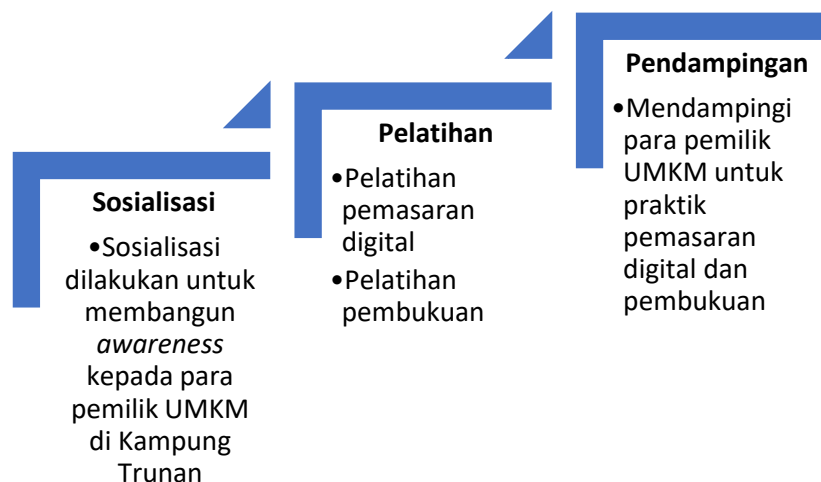 Sosialisasi
•Sosialisasi
dilakukan untuk
membangun
awareness
kepada para
pemilik UMKM
di Kampung
Trunan
Pelatihan
•Pelatihan
pemasaran
digital
•Pelatihan
pembukuan
Pendampingan
•Mendampingi
para pemilik
UMKM untuk
praktik
pemasaran
digital dan
pembukuan